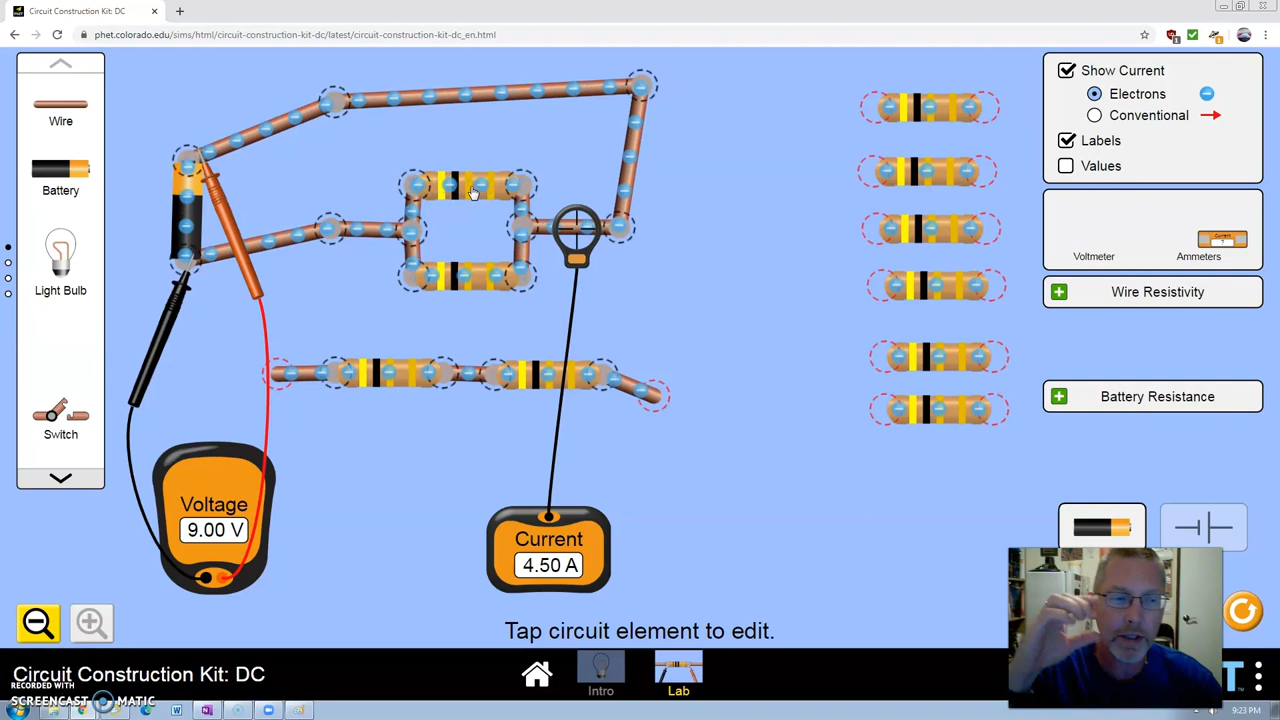 Circuit Construction Kit: DC
phet.colorado.edu/sims/html/circuit-construction-kit-dc/latest/circuit-construction-kit-dc_en.html
Wire
Battery
Light Bulb
Switch
Show Current
Electrons
Conventional
Labels
Values
Current
?
Voltmeter
Ammeters
Wire Resistivity
Battery Resistance
Voltage
9.00 V
Current
4.50 A
Tap circuit element to edit.
Circuit Construction Kit: DC
Intro
Lab
RECORDED WITH
SCREENCAST MATIC
9:23 PM